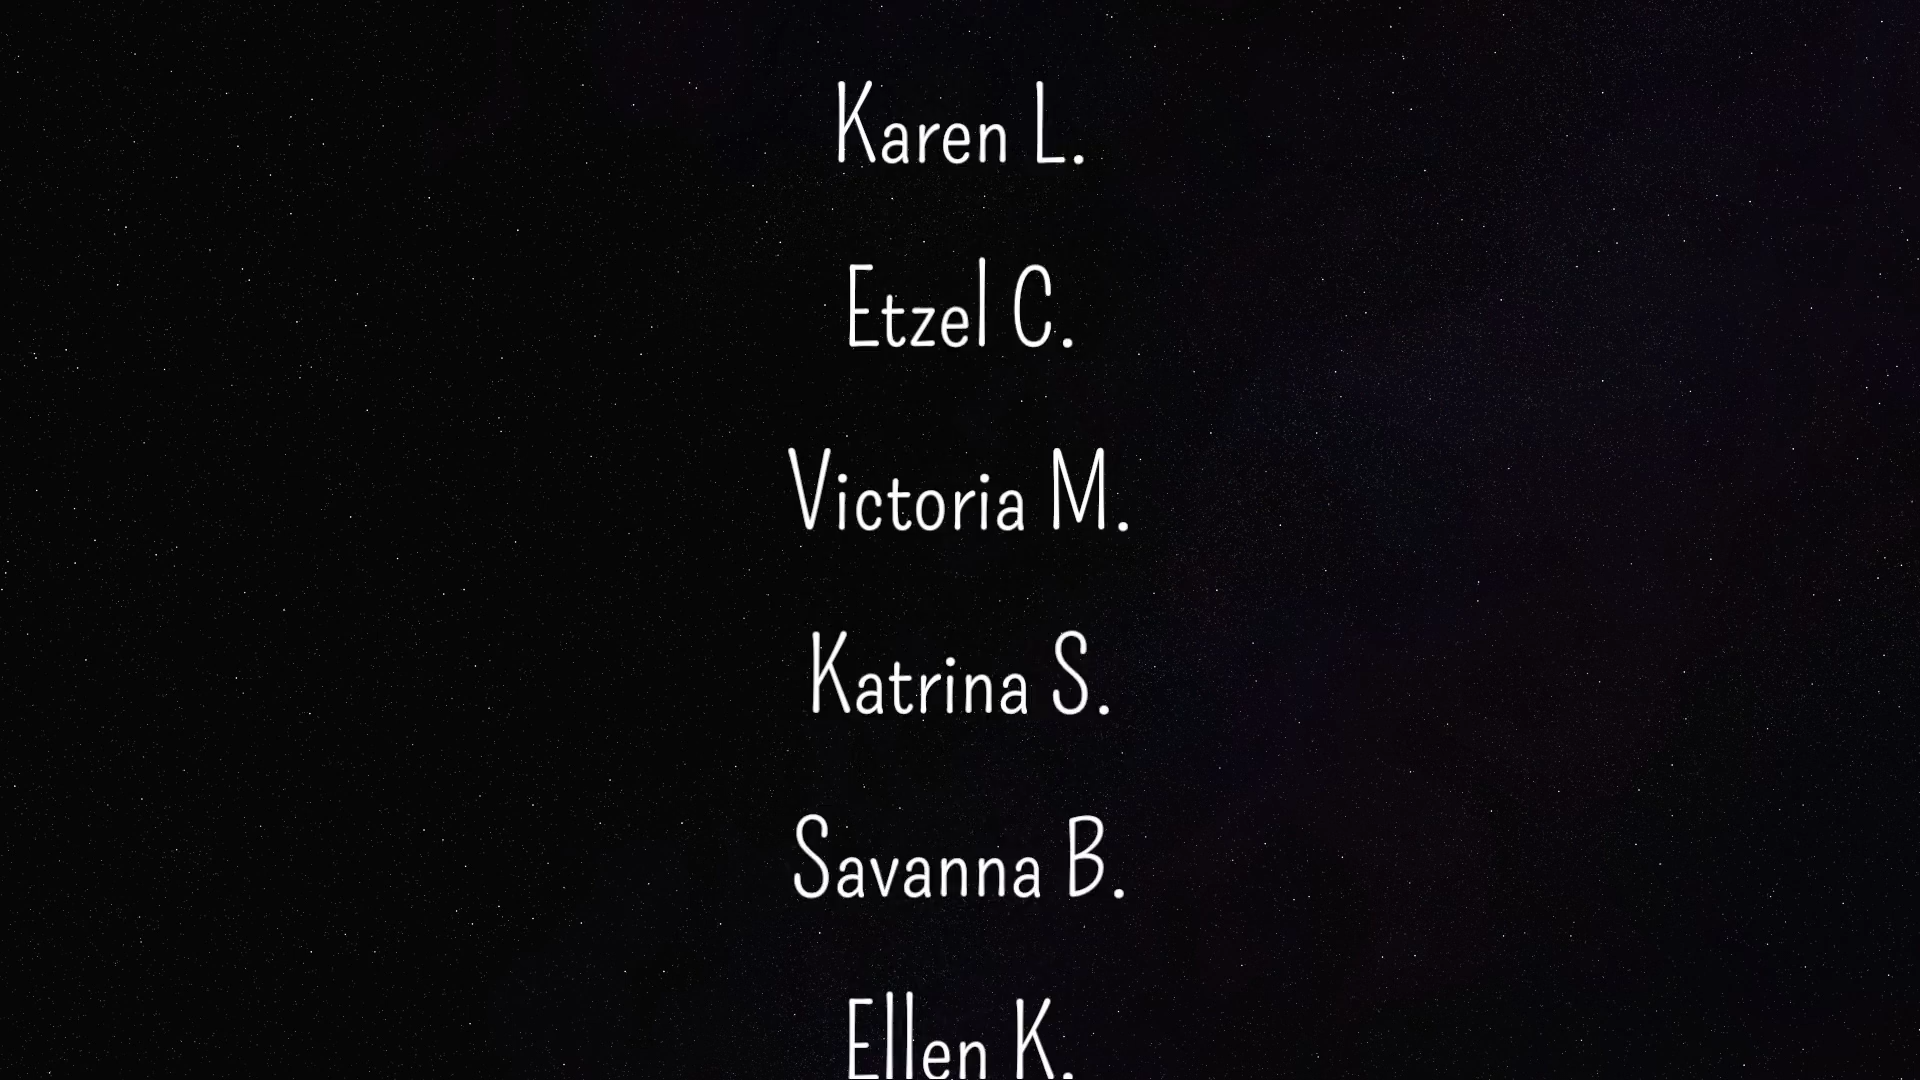 Karen L.
Etzel C.
Victoria M.
Katrina S.
Savanna B.
Ellen K.